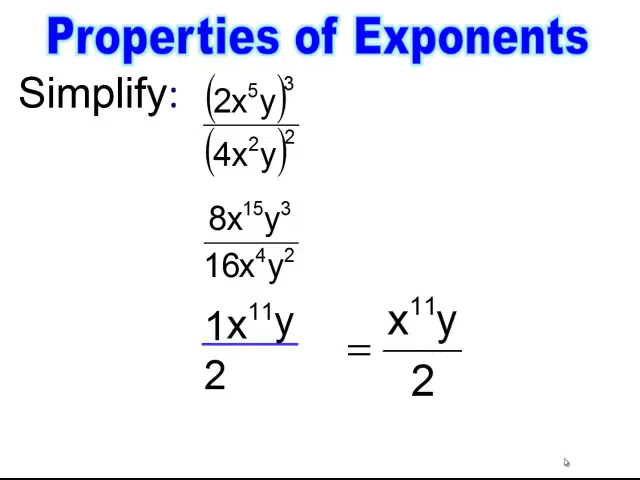 Properties of Exponents
Simplify: (2x⁵y)³
(4x²y)²
8x¹⁵y³
16x⁴y²
1x¹¹y
2
= x¹¹y
2